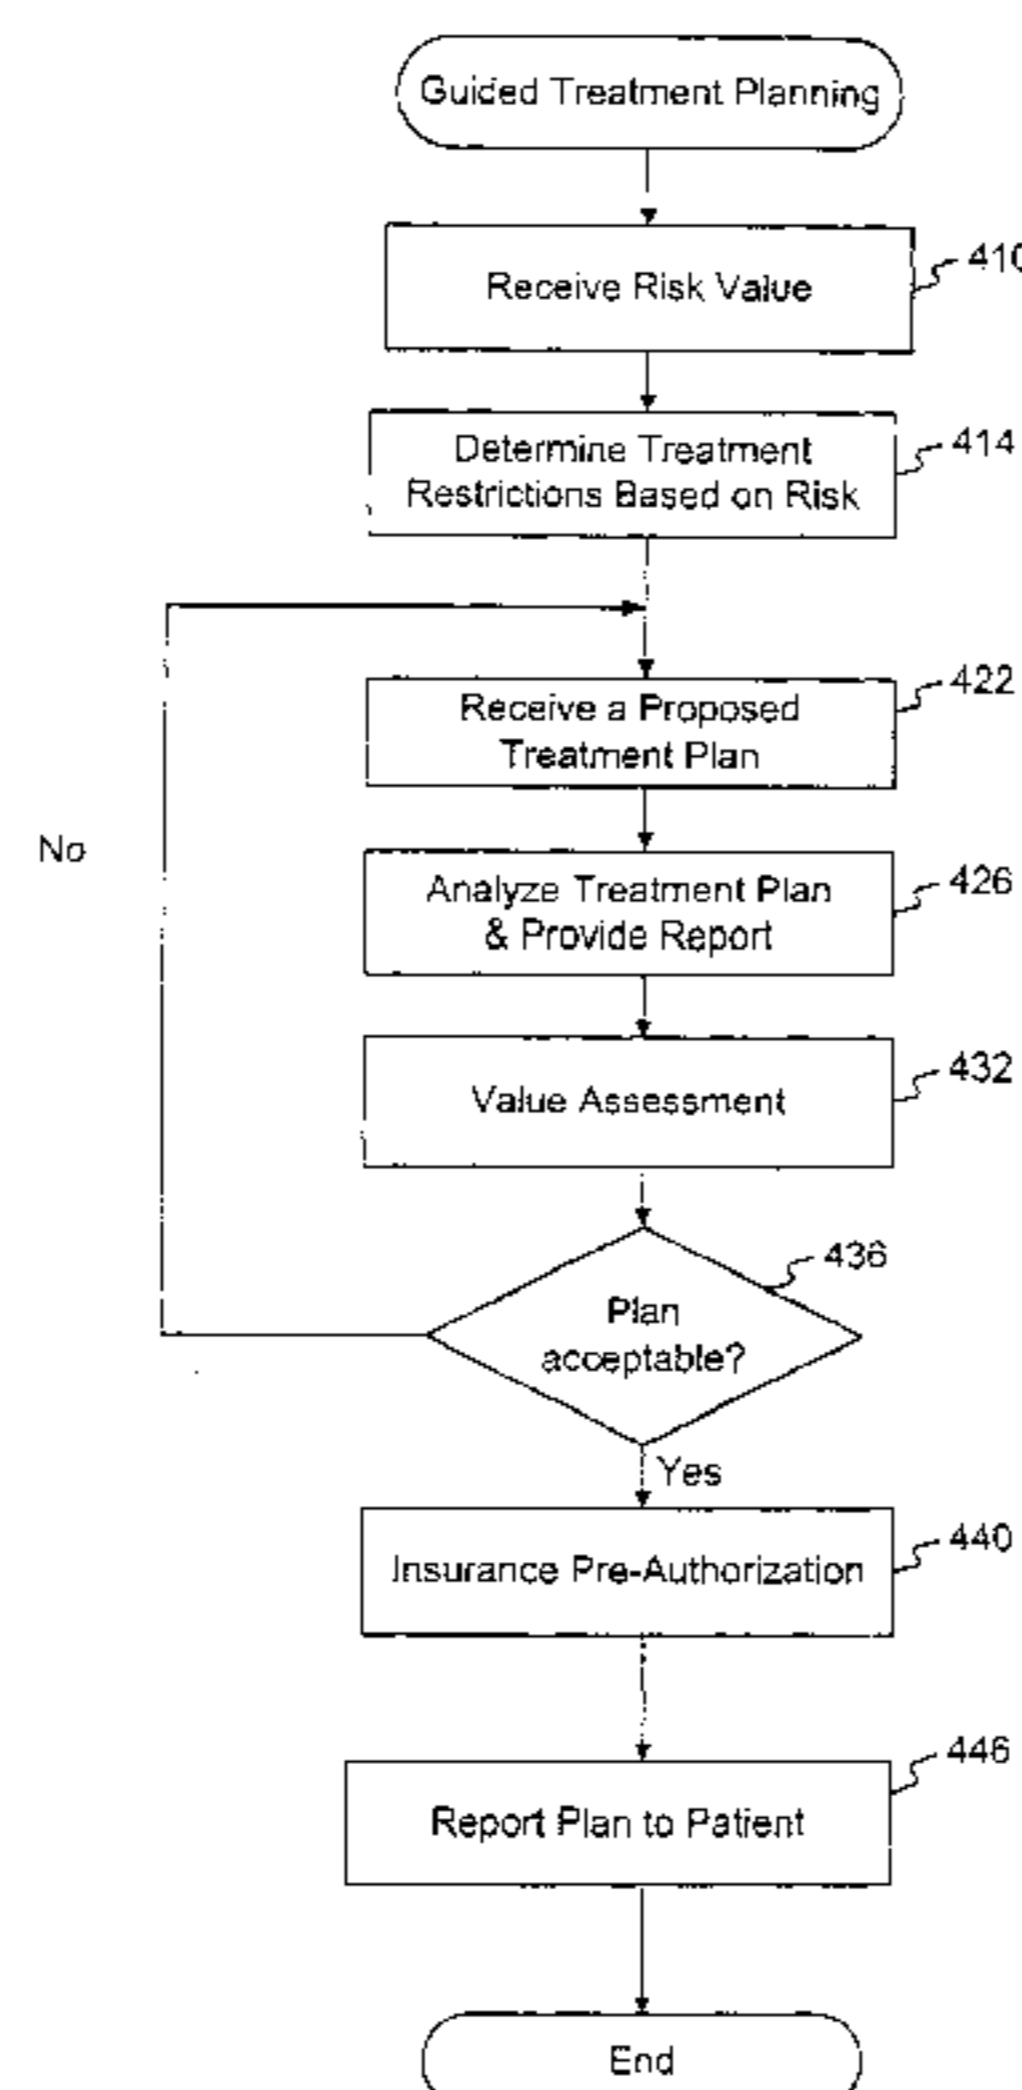 Guided Treatment Planning
Receive Risk Value
410
Determine Treatment
Restrictions Based on Risk
414
Receive a Proposed
Treatment Plan
422
No
Analyze Treatment Plan
& Provide Report
426
Value Assessment
432
436
Plan
acceptable?
Yes
Insurance Pre-Authorization
440
Report Plan to Patient
446
End